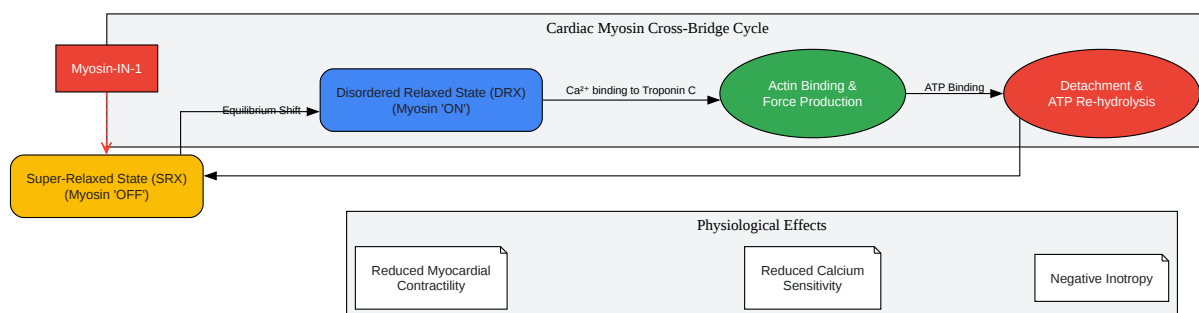 Cardiac Myosin Cross-Bridge Cycle
Myosin-IN-1
Disordered Relaxed State (DRX)
(Myosin 'ON')
Equilibrium Shift
Ca²⁺ binding to Troponin C
Actin Binding &
Force Production
ATP Binding
Detachment &
ATP Re-hydrolysis
Super-Relaxed State (SRX)
(Myosin 'OFF')
Physiological Effects
Reduced Myocardial
Contractility
Reduced Calcium
Sensitivity
Negative Inotropy